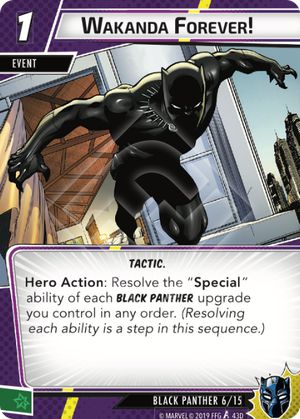 1
WAKANDA FOREVER!
EVENT
TACTIC.
Hero Action: Resolve the “Special”
ability of each BLACK PANTHER upgrade
you control in any order. (Resolving
each ability is a step in this sequence.)
BLACK PANTHER 6/15
© MARVEL © 2019 FFG A 43D